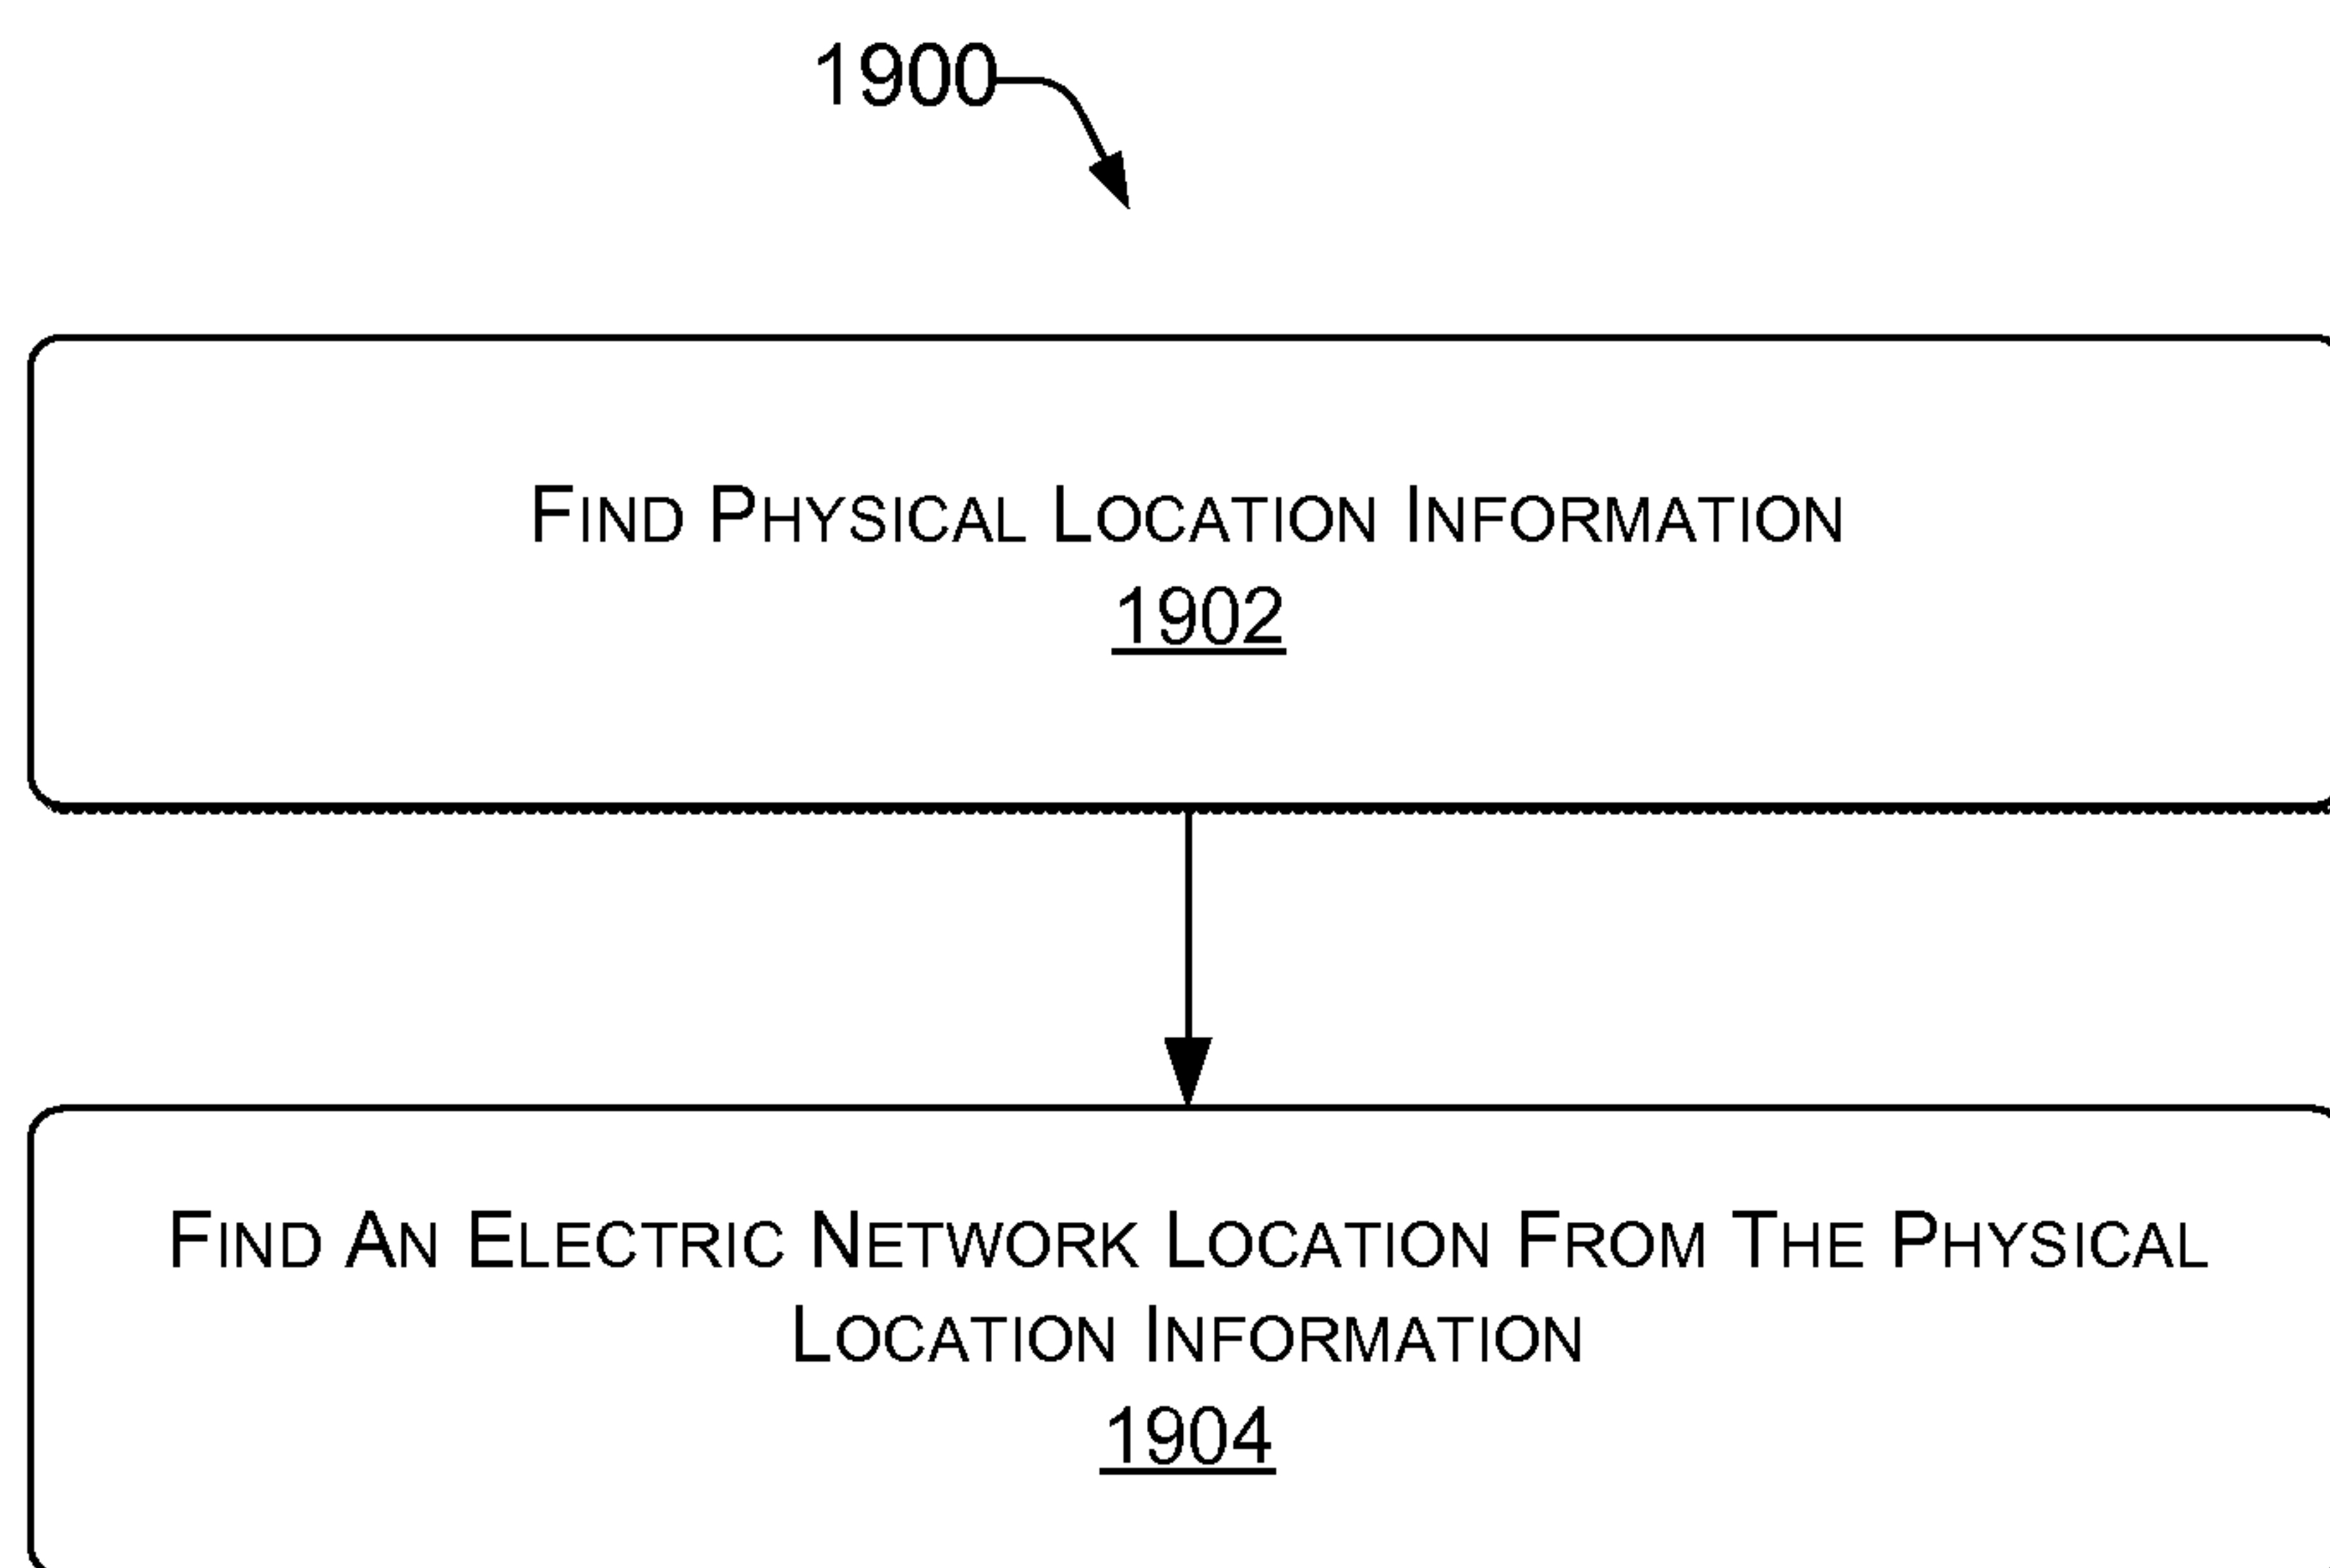 1900
Find Physical Location Information
1902
Find An Electric Network Location From The Physical
Location Information
1904